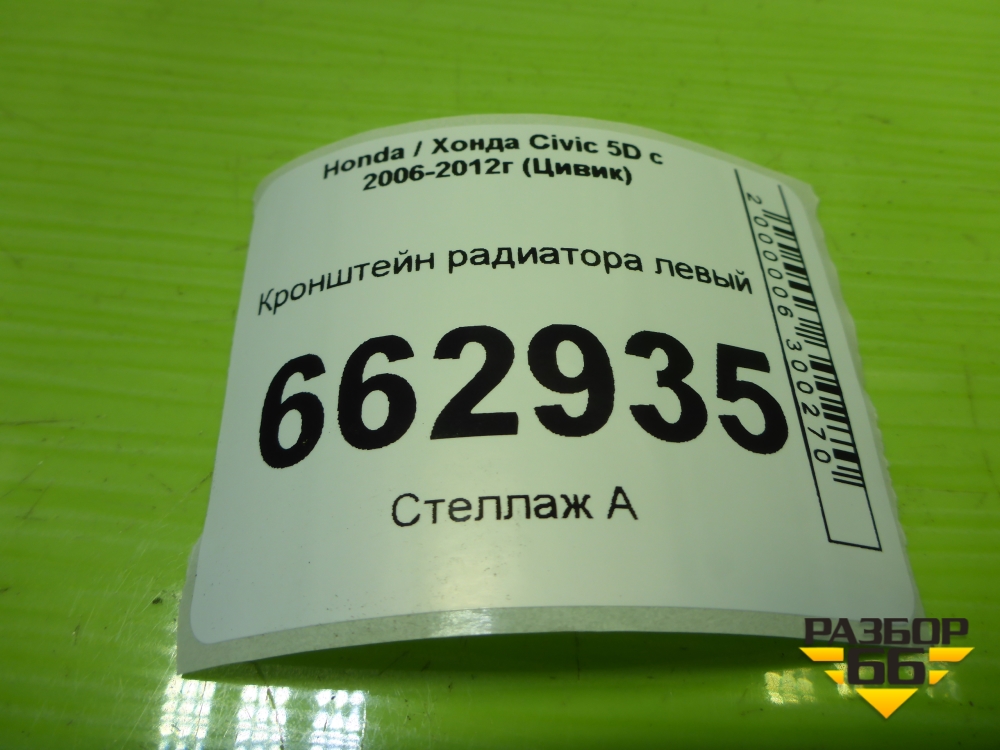 Honda / Хонда Civic 5D с
2006-2012г (Цивик)
Кронштейн радиатора левый
662935
Стеллаж А
2000006300270
РАЗБОР
66